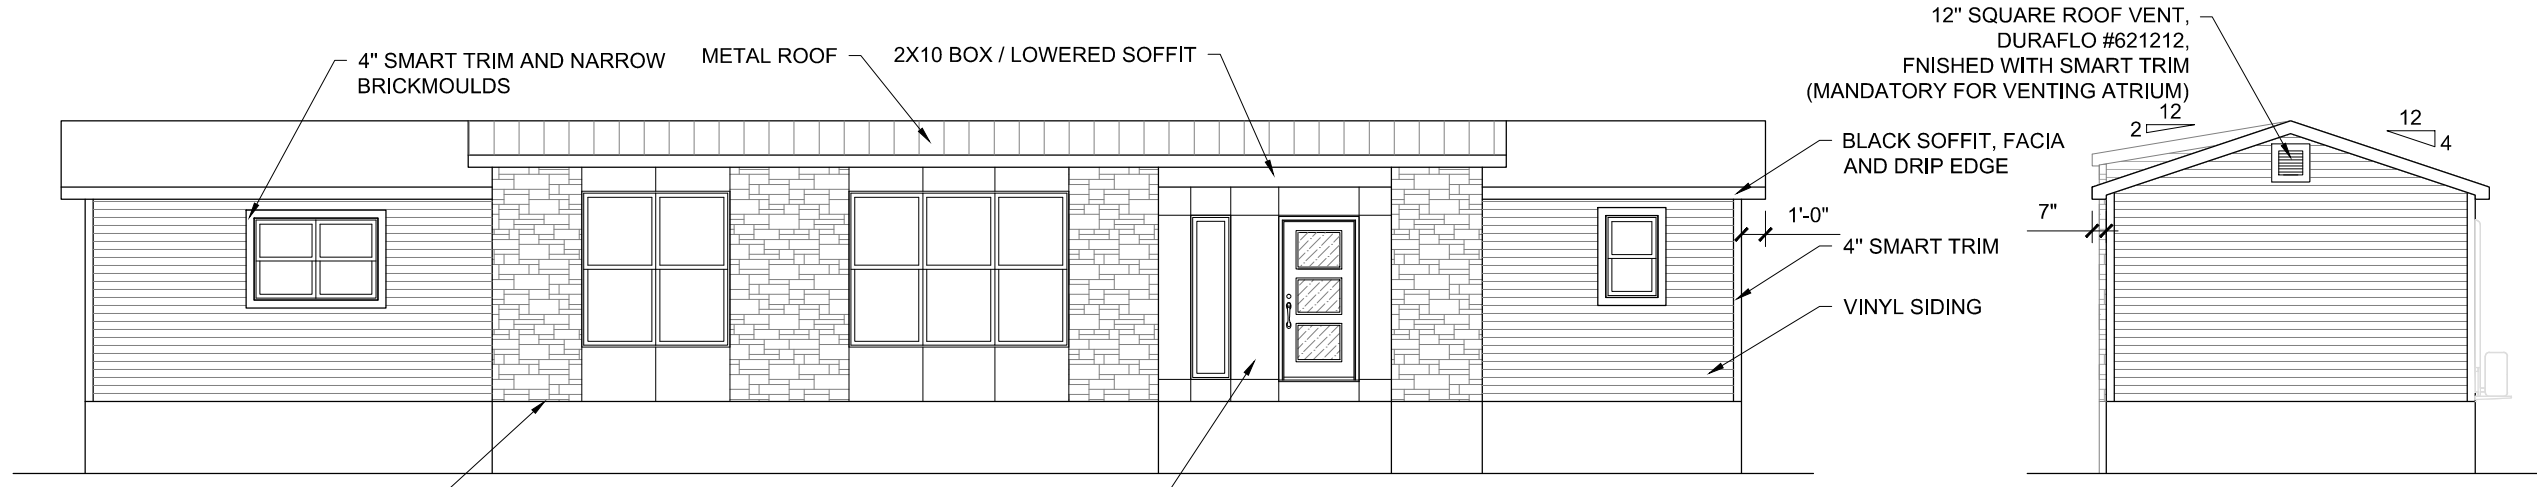 12" SQUARE ROOF VENT,
DURAFLO #621212,
FNISHED WITH SMART TRIM
(MANDATORY FOR VENTING ATRIUM)
4" SMART TRIM AND NARROW
BRICKMOULDS
METAL ROOF
2X10 BOX / LOWERED SOFFIT
12
2
12
4
BLACK SOFFIT, FACIA
AND DRIP EDGE
1'-0"
7"
4" SMART TRIM
VINYL SIDING